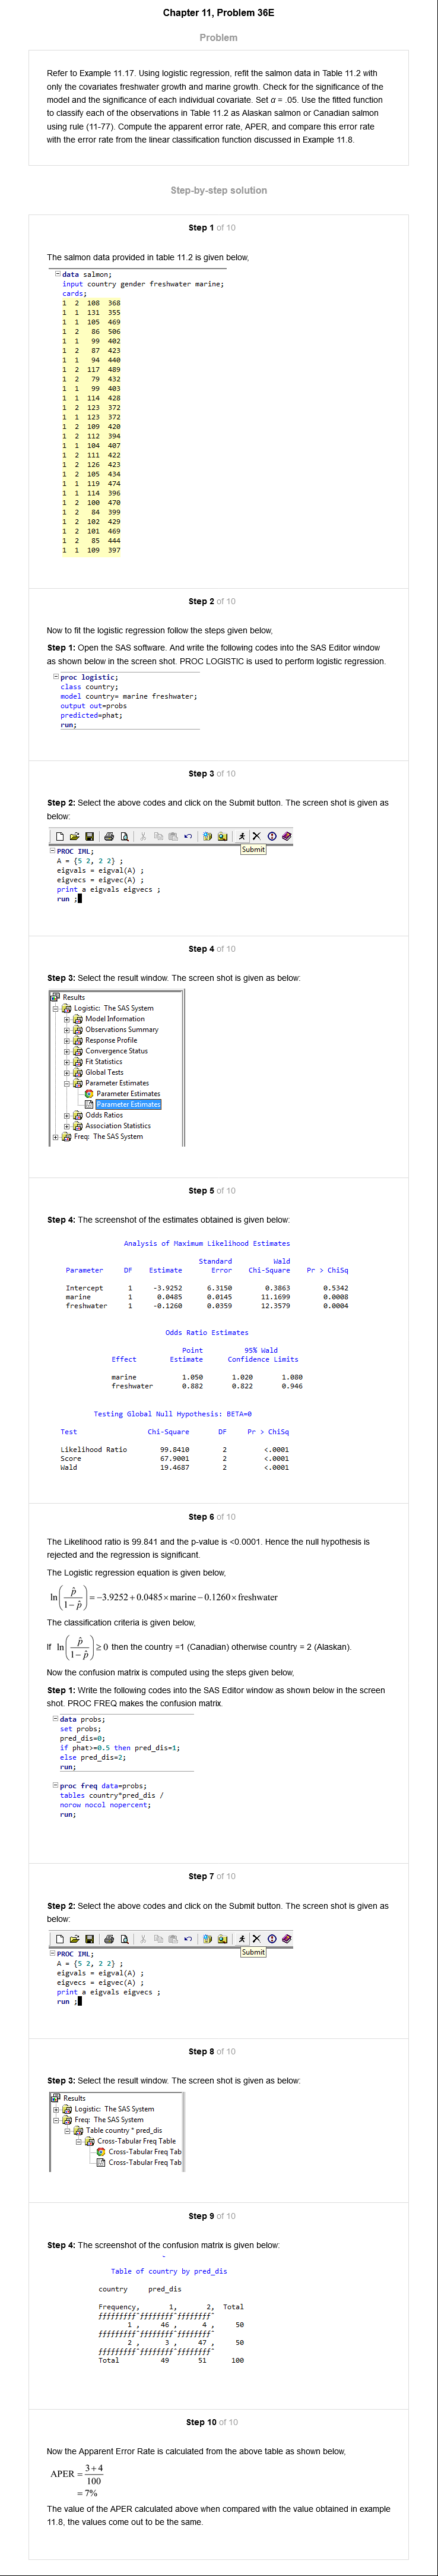 Chapter 11, Problem 36E
Problem
Refer to Example 11.17. Using logistic regression, refit the salmon data in Table 11.2 with
only the covariates freshwater growth and marine growth. Check for the significance of the
model and the significance of each individual covariate. Set α = .05. Use the fitted function
to classify each of the observations in Table 11.2 as Alaskan salmon or Canadian salmon
using rule (11-77). Compute the apparent error rate, APER, and compare this error rate
with the error rate from the linear classification function discussed in Example 11.8.
Step-by-step solution
Step 1 of 10
The salmon data provided in table 11.2 is given below,
data salmon;
input country gender freshwater marine;
cards;
1 2 108 368
1 1 131 355
1 1 105 469
1 2 86 506
1 1 99 402
1 2 87 423
1 1 94 440
1 2 117 489
1 2 79 432
1 1 99 403
1 1 114 428
1 2 123 372
1 1 123 372
1 2 109 420
1 2 112 394
1 1 104 407
1 2 111 422
1 2 126 423
1 2 105 434
1 1 119 474
1 1 114 396
1 2 100 470
1 2 84 399
1 2 102 429
1 2 101 469
1 2 85 444
1 1 109 397
Step 2 of 10
Now to fit the logistic regression follow the steps given below,
Step 1: Open the SAS software. And write the following codes into the SAS Editor window
as shown below in the screen shot. PROC LOGISTIC is used to perform logistic regression.
proc logistic;
class country;
model country= marine freshwater;
output out=probs
predicted=phat;
run;
Step 3 of 10
Step 2: Select the above codes and click on the Submit button. The screen shot is given as
below:
Submit
PROC IML;
A = {5 2, 2 2} ;
eigvals = eigval(A) ;
eigvecs = eigvec(A) ;
print a eigvals eigvecs ;
run ;
Step 4 of 10
Step 3: Select the result window. The screen shot is given as below:
Results
Logistic: The SAS System
Model Information
Observations Summary
Response Profile
Convergence Status
Fit Statistics
Global Tests
Parameter Estimates
Parameter Estimates
Parameter Estimates
Odds Ratios
Association Statistics
Freq: The SAS System
Step 5 of 10
Step 4: The screenshot of the estimates obtained is given below:
Analysis of Maximum Likelihood Estimates
Standard Wald
Parameter DF Estimate Error Chi-Square Pr > ChiSq
Intercept 1 -3.9252 6.3150 0.3863 0.5342
marine 1 0.0485 0.0145 11.1699 0.0008
freshwater 1 -0.1260 0.0359 12.3579 0.0004
Odds Ratio Estimates
Point 95% Wald
Effect Estimate Confidence Limits
marine 1.050 1.020 1.080
freshwater 0.882 0.822 0.946
Testing Global Null Hypothesis: BETA=0
Test Chi-Square DF Pr > ChiSq
Likelihood Ratio 99.8410 2 <.0001
Score 67.9001 2 <.0001
Wald 19.4687 2 <.0001
Step 6 of 10
The Likelihood ratio is 99.841 and the p-value is <0.0001. Hence the null hypothesis is
rejected and the regression is significant.
The Logistic regression equation is given below,
ln(p̂/(1−p̂)) = −3.9252 + 0.0485×marine − 0.1260×freshwater
The classification criteria is given below,
If ln(p̂/(1−p̂)) ≥ 0 then the country =1 (Canadian) otherwise country = 2 (Alaskan).
Now the confusion matrix is computed using the steps given below,
Step 1: Write the following codes into the SAS Editor window as shown below in the screen
shot. PROC FREQ makes the confusion matrix.
data probs;
set probs;
pred_dis=0;
if phat>=0.5 then pred_dis=1;
else pred_dis=2;
run;
proc freq data=probs;
tables country*pred_dis /
norow nocol nopercent;
run;
Step 7 of 10
Step 2: Select the above codes and click on the Submit button. The screen shot is given as
below:
Submit
PROC IML;
A = {5 2, 2 2} ;
eigvals = eigval(A) ;
eigvecs = eigvec(A) ;
print a eigvals eigvecs ;
run ;
Step 8 of 10
Step 3: Select the result window. The screen shot is given as below:
Results
Logistic: The SAS System
Freq: The SAS System
Table country * pred_dis
Cross-Tabular Freq Table
Cross-Tabular Freq Tab
Cross-Tabular Freq Tab
Step 9 of 10
Step 4: The screenshot of the confusion matrix is given below:
Table of country by pred_dis
country pred_dis
Frequency‚ 1‚ 2‚ Total
ƒƒƒƒƒƒƒƒƒˆƒƒƒƒƒƒƒƒˆƒƒƒƒƒƒƒƒˆ
1 ‚ 46 ‚ 4 ‚ 50
ƒƒƒƒƒƒƒƒƒˆƒƒƒƒƒƒƒƒˆƒƒƒƒƒƒƒƒˆ
2 ‚ 3 ‚ 47 ‚ 50
ƒƒƒƒƒƒƒƒƒˆƒƒƒƒƒƒƒƒˆƒƒƒƒƒƒƒƒˆ
Total 49 51 100
Step 10 of 10
Now the Apparent Error Rate is calculated from the above table as shown below,
APER = (3+4)/100
= 7%
The value of the APER calculated above when compared with the value obtained in example
11.8, the values come out to be the same.